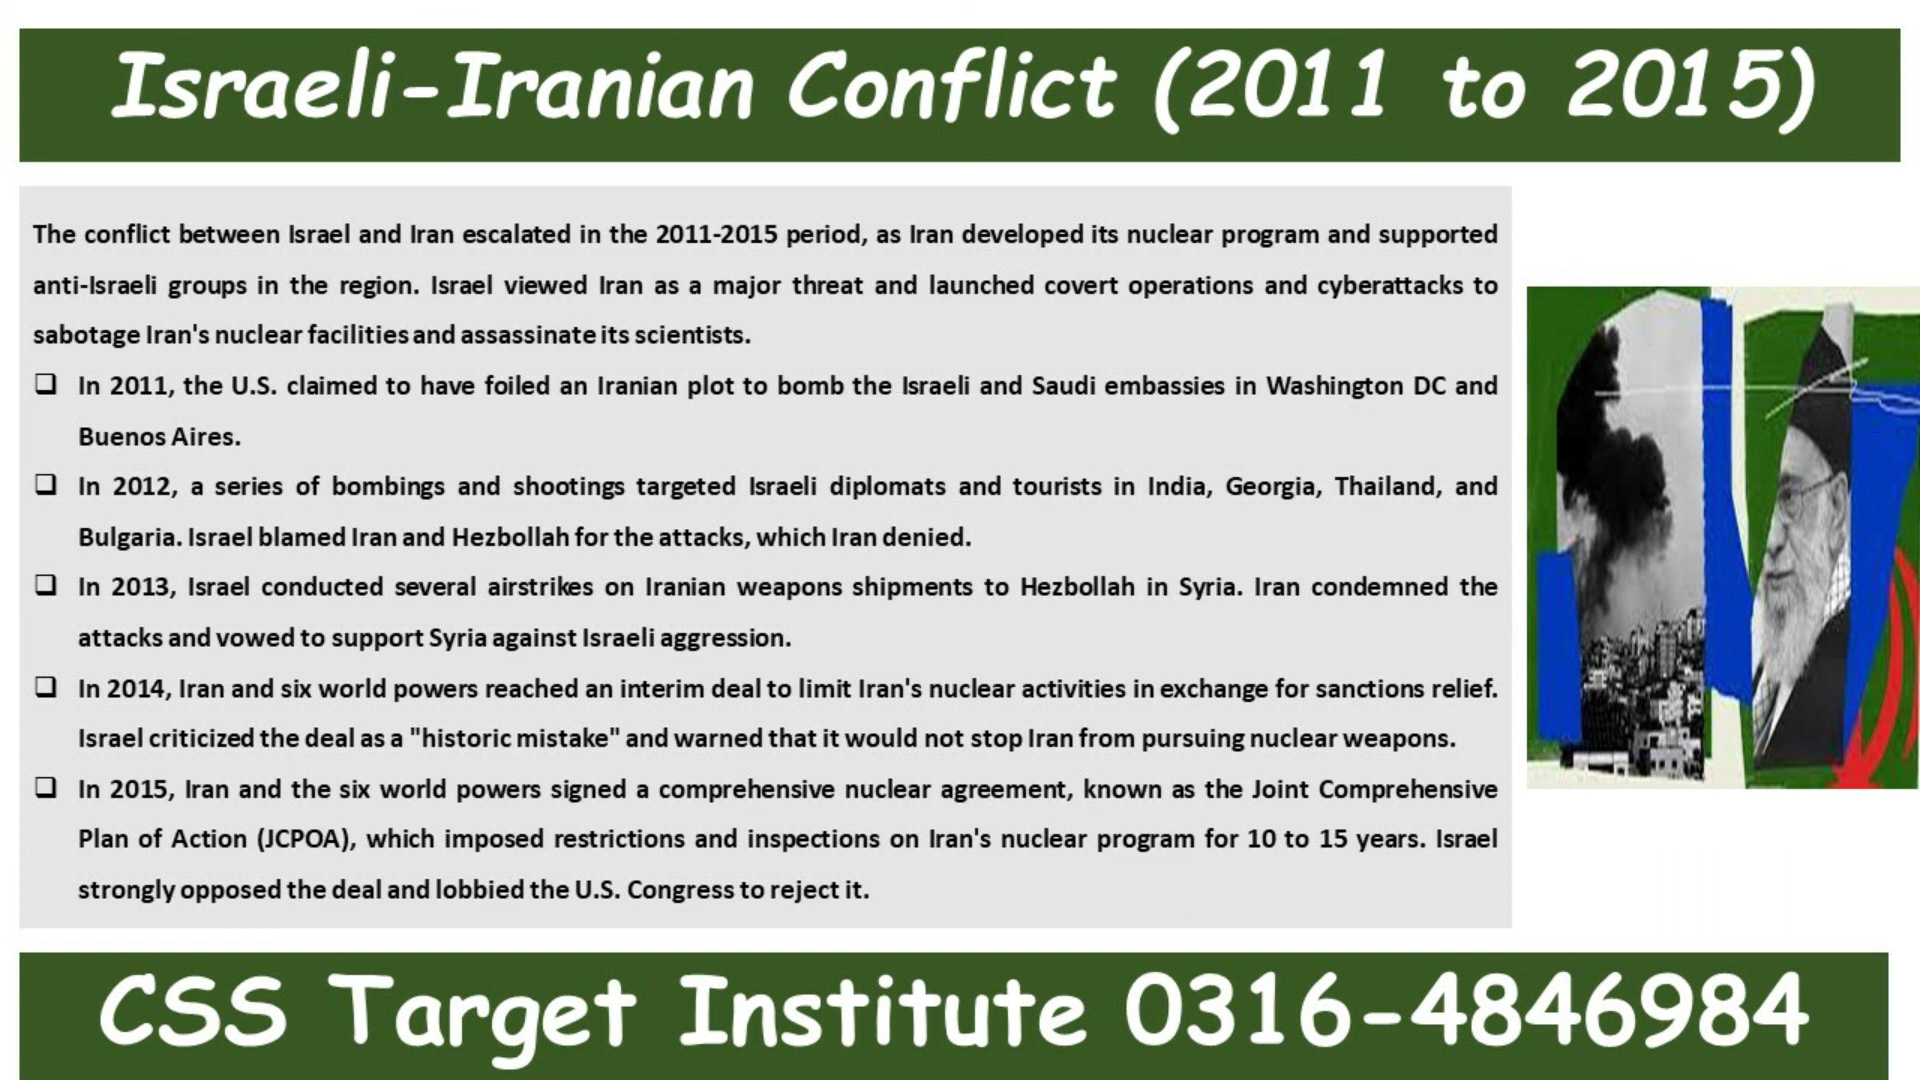 Israeli-Iranian Conflict (2011 to 2015)
The conflict between Israel and Iran escalated in the 2011-2015 period, as Iran developed its nuclear program and supported
anti-Israeli groups in the region. Israel viewed Iran as a major threat and launched covert operations and cyberattacks to
sabotage Iran's nuclear facilities and assassinate its scientists.
❑ In 2011, the U.S. claimed to have foiled an Iranian plot to bomb the Israeli and Saudi embassies in Washington DC and
Buenos Aires.
❑ In 2012, a series of bombings and shootings targeted Israeli diplomats and tourists in India, Georgia, Thailand, and
Bulgaria. Israel blamed Iran and Hezbollah for the attacks, which Iran denied.
❑ In 2013, Israel conducted several airstrikes on Iranian weapons shipments to Hezbollah in Syria. Iran condemned the
attacks and vowed to support Syria against Israeli aggression.
❑ In 2014, Iran and six world powers reached an interim deal to limit Iran's nuclear activities in exchange for sanctions relief.
Israel criticized the deal as a "historic mistake" and warned that it would not stop Iran from pursuing nuclear weapons.
❑ In 2015, Iran and the six world powers signed a comprehensive nuclear agreement, known as the Joint Comprehensive
Plan of Action (JCPOA), which imposed restrictions and inspections on Iran's nuclear program for 10 to 15 years. Israel
strongly opposed the deal and lobbied the U.S. Congress to reject it.
CSS Target Institute 0316-4846984